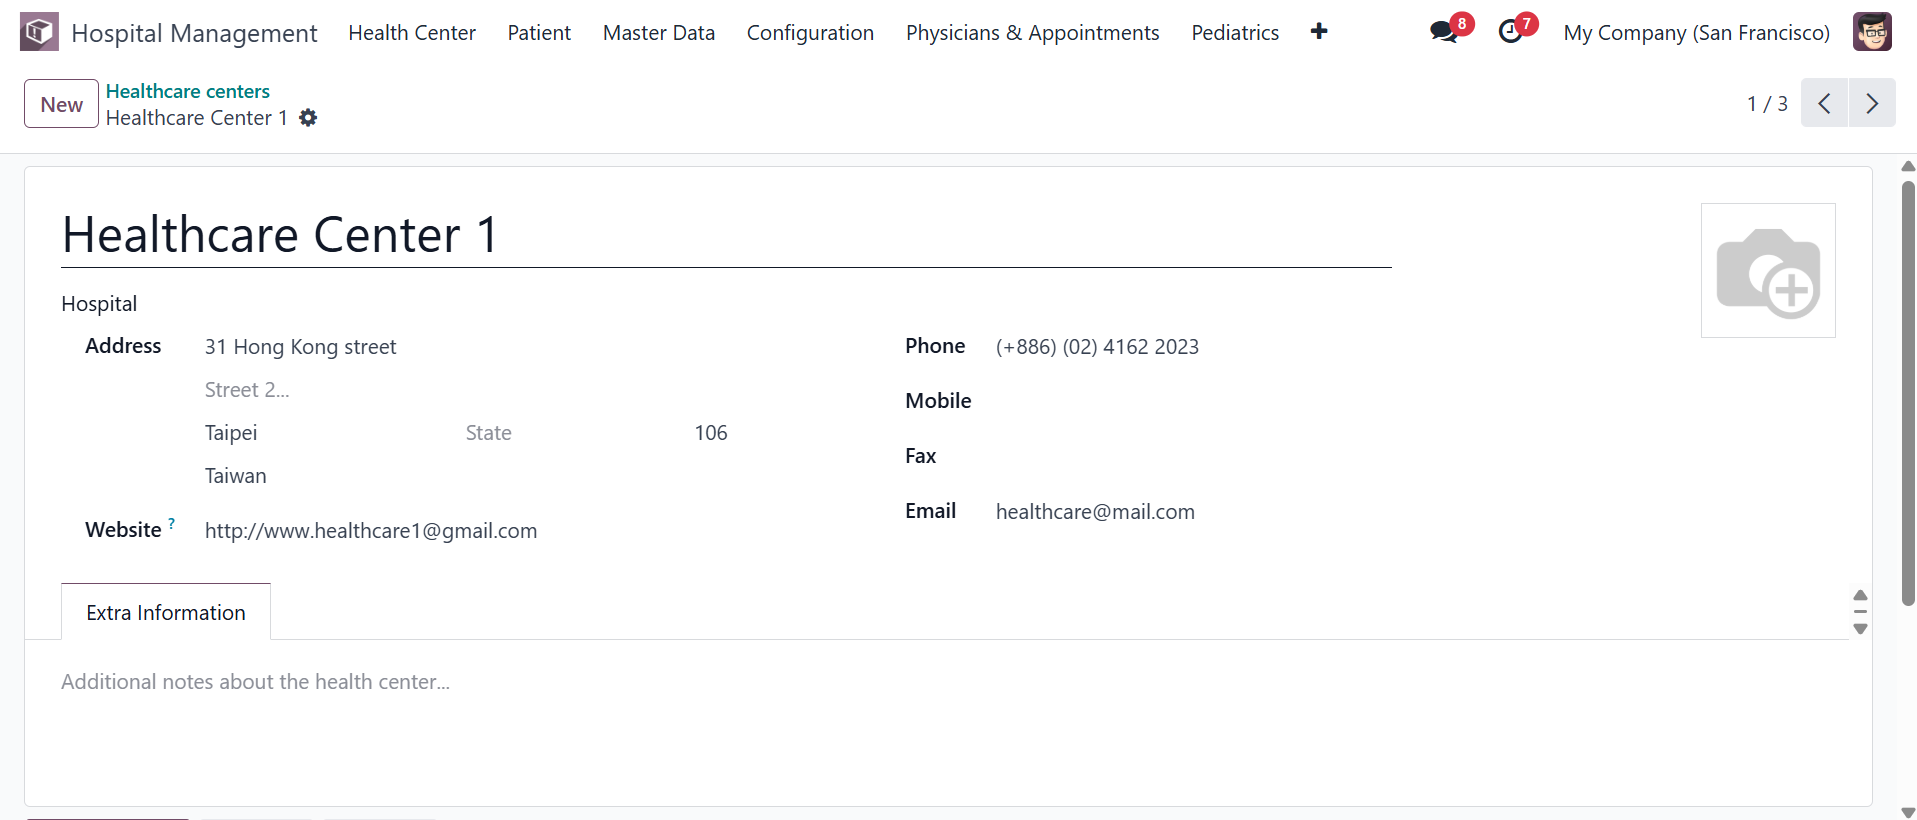 Hospital Management Health Center Patient Master Data Configuration Physicians & Appointments Pediatrics 8 7 My Company (San Francisco)
New Healthcare centers
Healthcare Center 1
1 / 3
Healthcare Center 1
Hospital
Address 31 Hong Kong street
Street 2...
Taipei State 106
Taiwan
Website ? http://www.healthcare1@gmail.com
Phone (+886) (02) 4162 2023
Mobile
Fax
Email healthcare@mail.com
Extra Information
Additional notes about the health center...